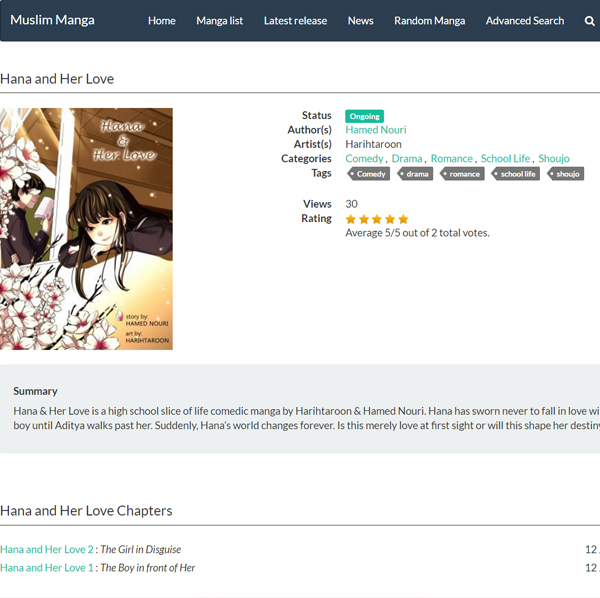 Muslim Manga Home Manga list Latest release News Random Manga Advanced Search
Hana and Her Love
Hana
&
Her Love
story by:
HAMED NOURI
art by:
HARIHTAROON
Status Ongoing
Author(s) Hamed Nouri
Artist(s) Harihtaroon
Categories Comedy , Drama , Romance , School Life , Shoujo
Tags Comedy drama romance school life shoujo
Views 30
Rating
Average 5/5 out of 2 total votes.
Summary
Hana & Her Love is a high school slice of life comedic manga by Harihtaroon & Hamed Nouri. Hana has sworn never to fall in love wi
boy until Aditya walks past her. Suddenly, Hana's world changes forever. Is this merely love at first sight or will this shape her destin
Hana and Her Love Chapters
Hana and Her Love 2 : The Girl in Disguise 12
Hana and Her Love 1 : The Boy in front of Her 12